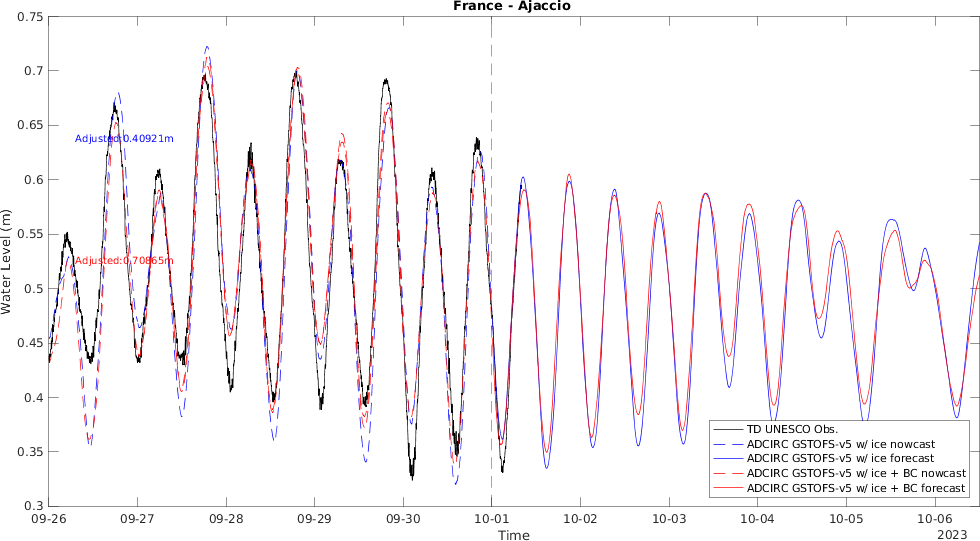 France - Ajaccio
0.75
0.7
0.65
0.6
0.55
0.5
0.45
0.4
0.35
0.3
Water Level (m)
Adjusted:0.40921m
Adjusted:0.70865m
TD UNESCO Obs.
ADCIRC GSTOFS-v5 w/ ice nowcast
ADCIRC GSTOFS-v5 w/ ice forecast
ADCIRC GSTOFS-v5 w/ ice + BC nowcast
ADCIRC GSTOFS-v5 w/ ice + BC forecast
09-26 09-27 09-28 09-29 09-30 10-01 10-02 10-03 10-04 10-05 10-06
Time
2023